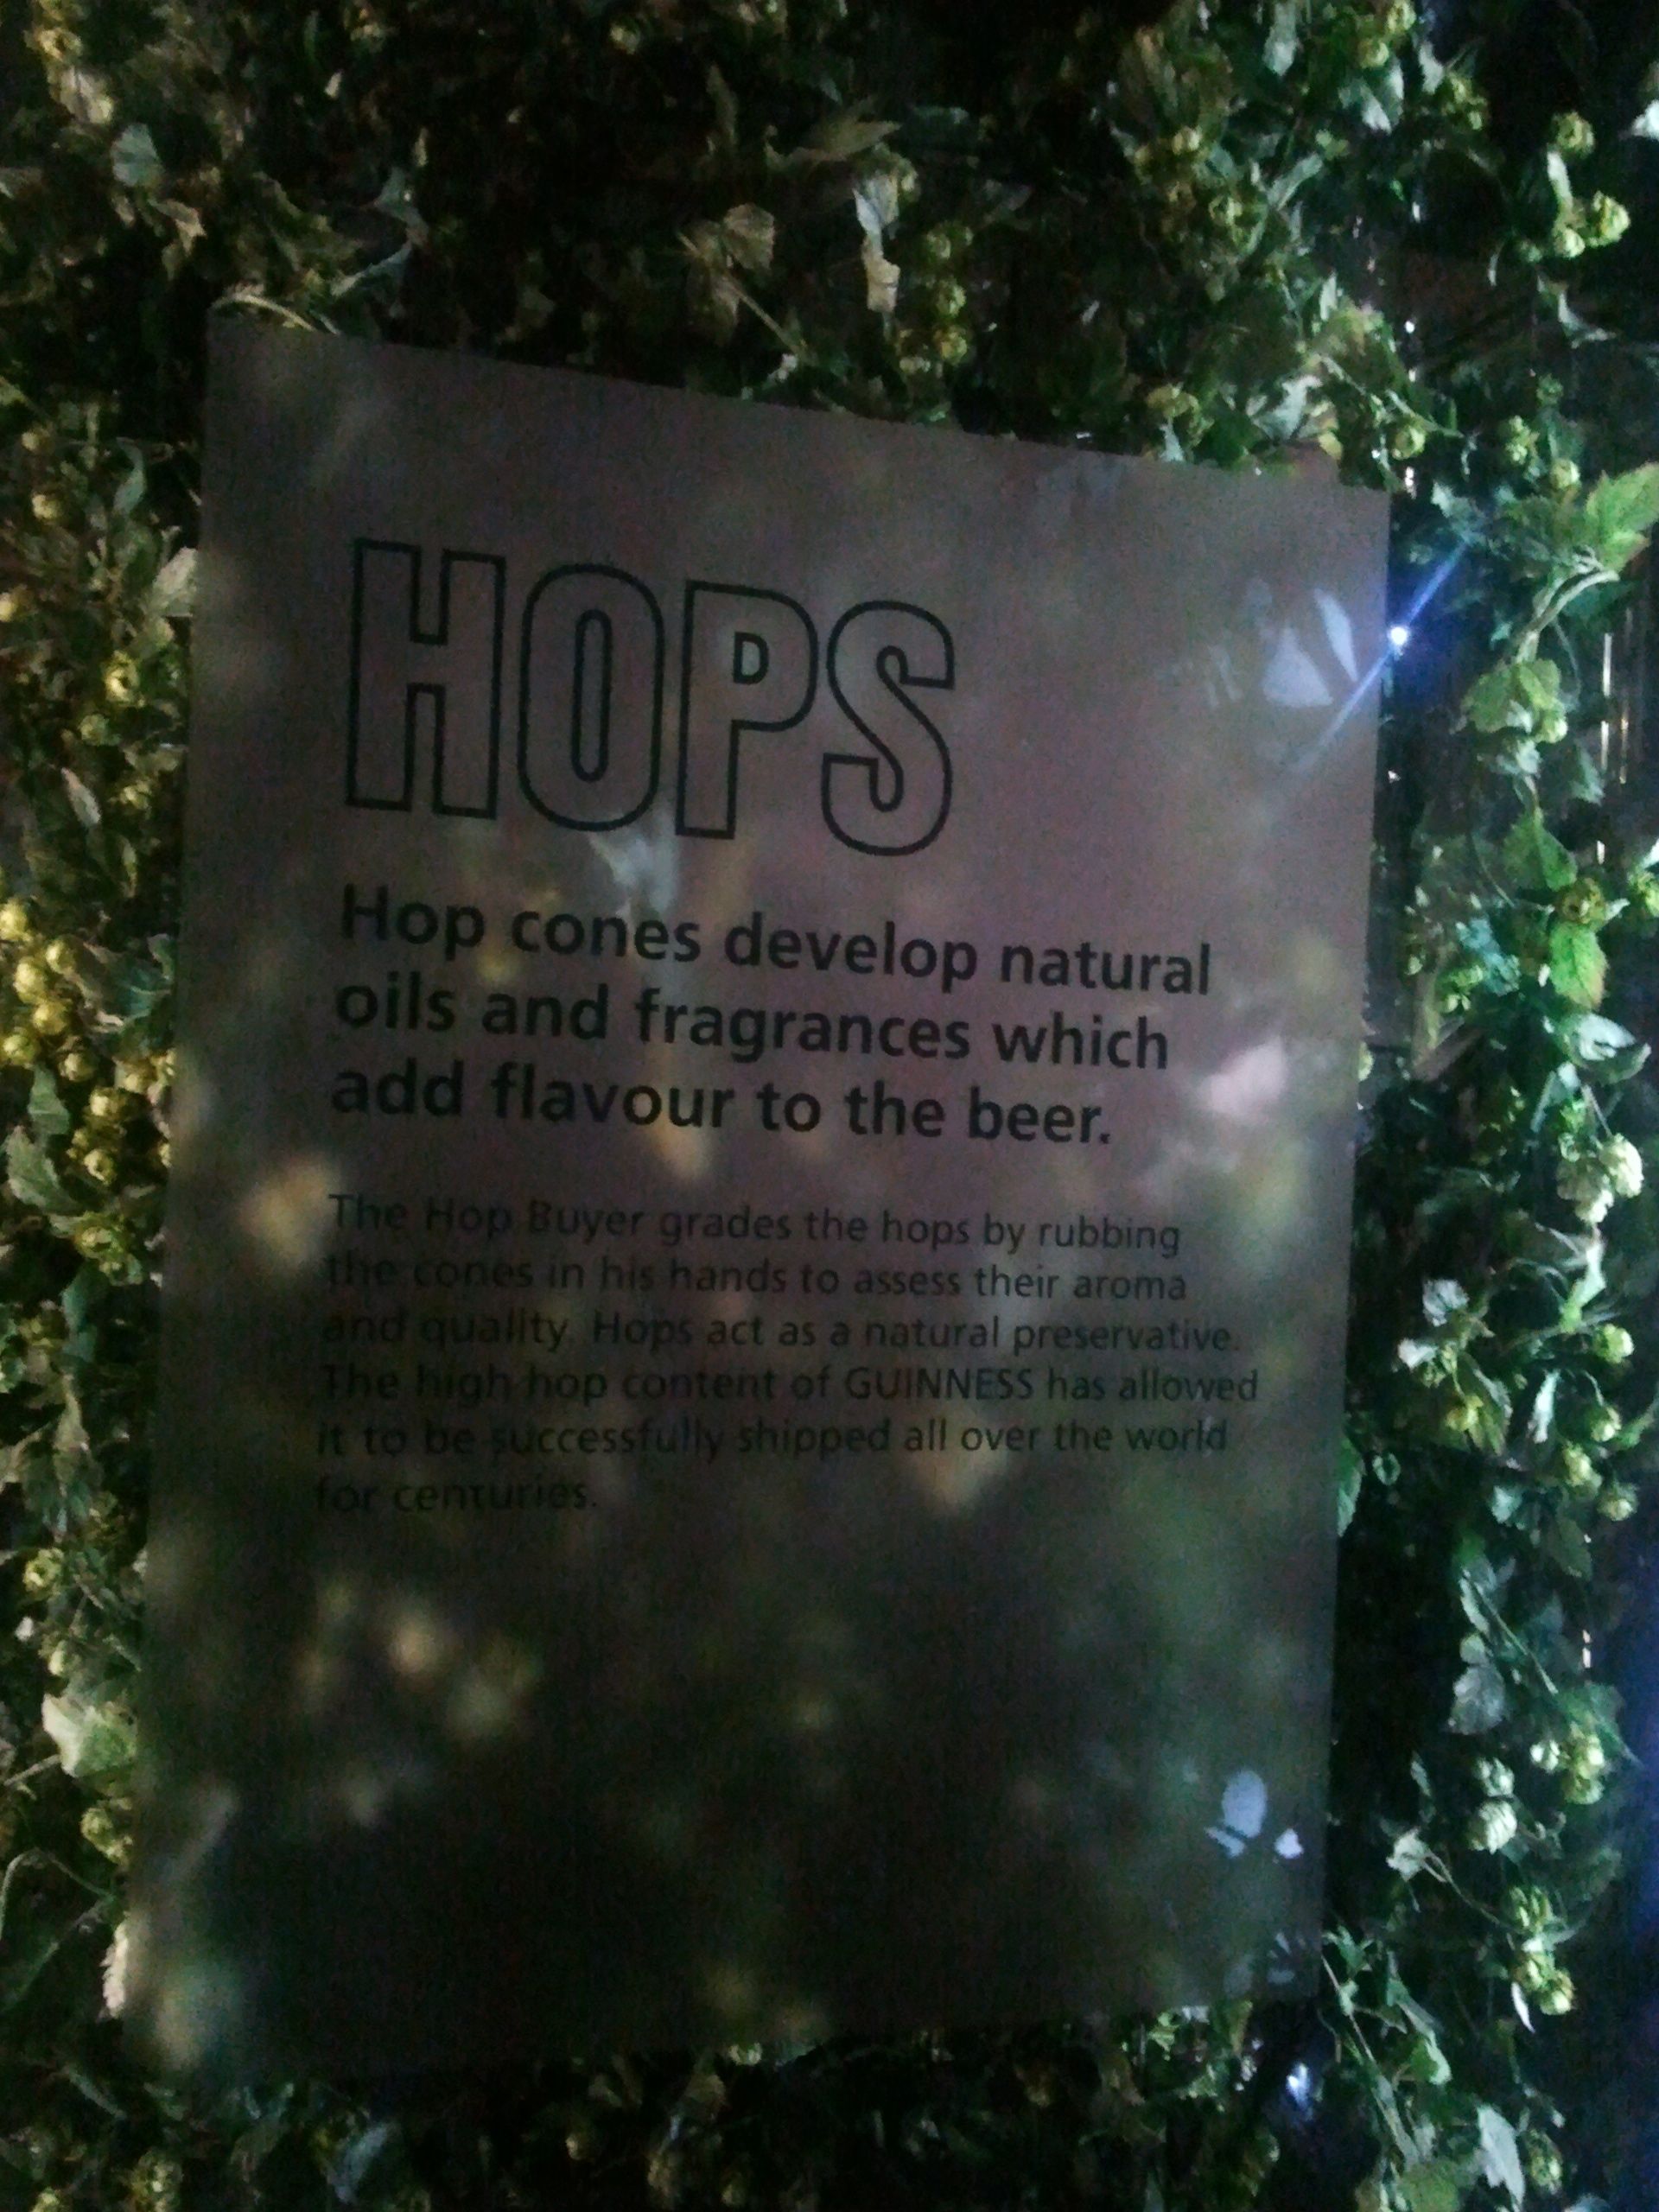 HOPS
Hop cones develop natural
oils and fragrances which
add flavour to the beer.
The Hop Buyer grades the hops by rubbing
the cones in his hands to assess their aroma
and quality. Hops act as a natural preservative.
The high hop content of GUINNESS has allowed
it to be successfully shipped all over the world
for centuries.